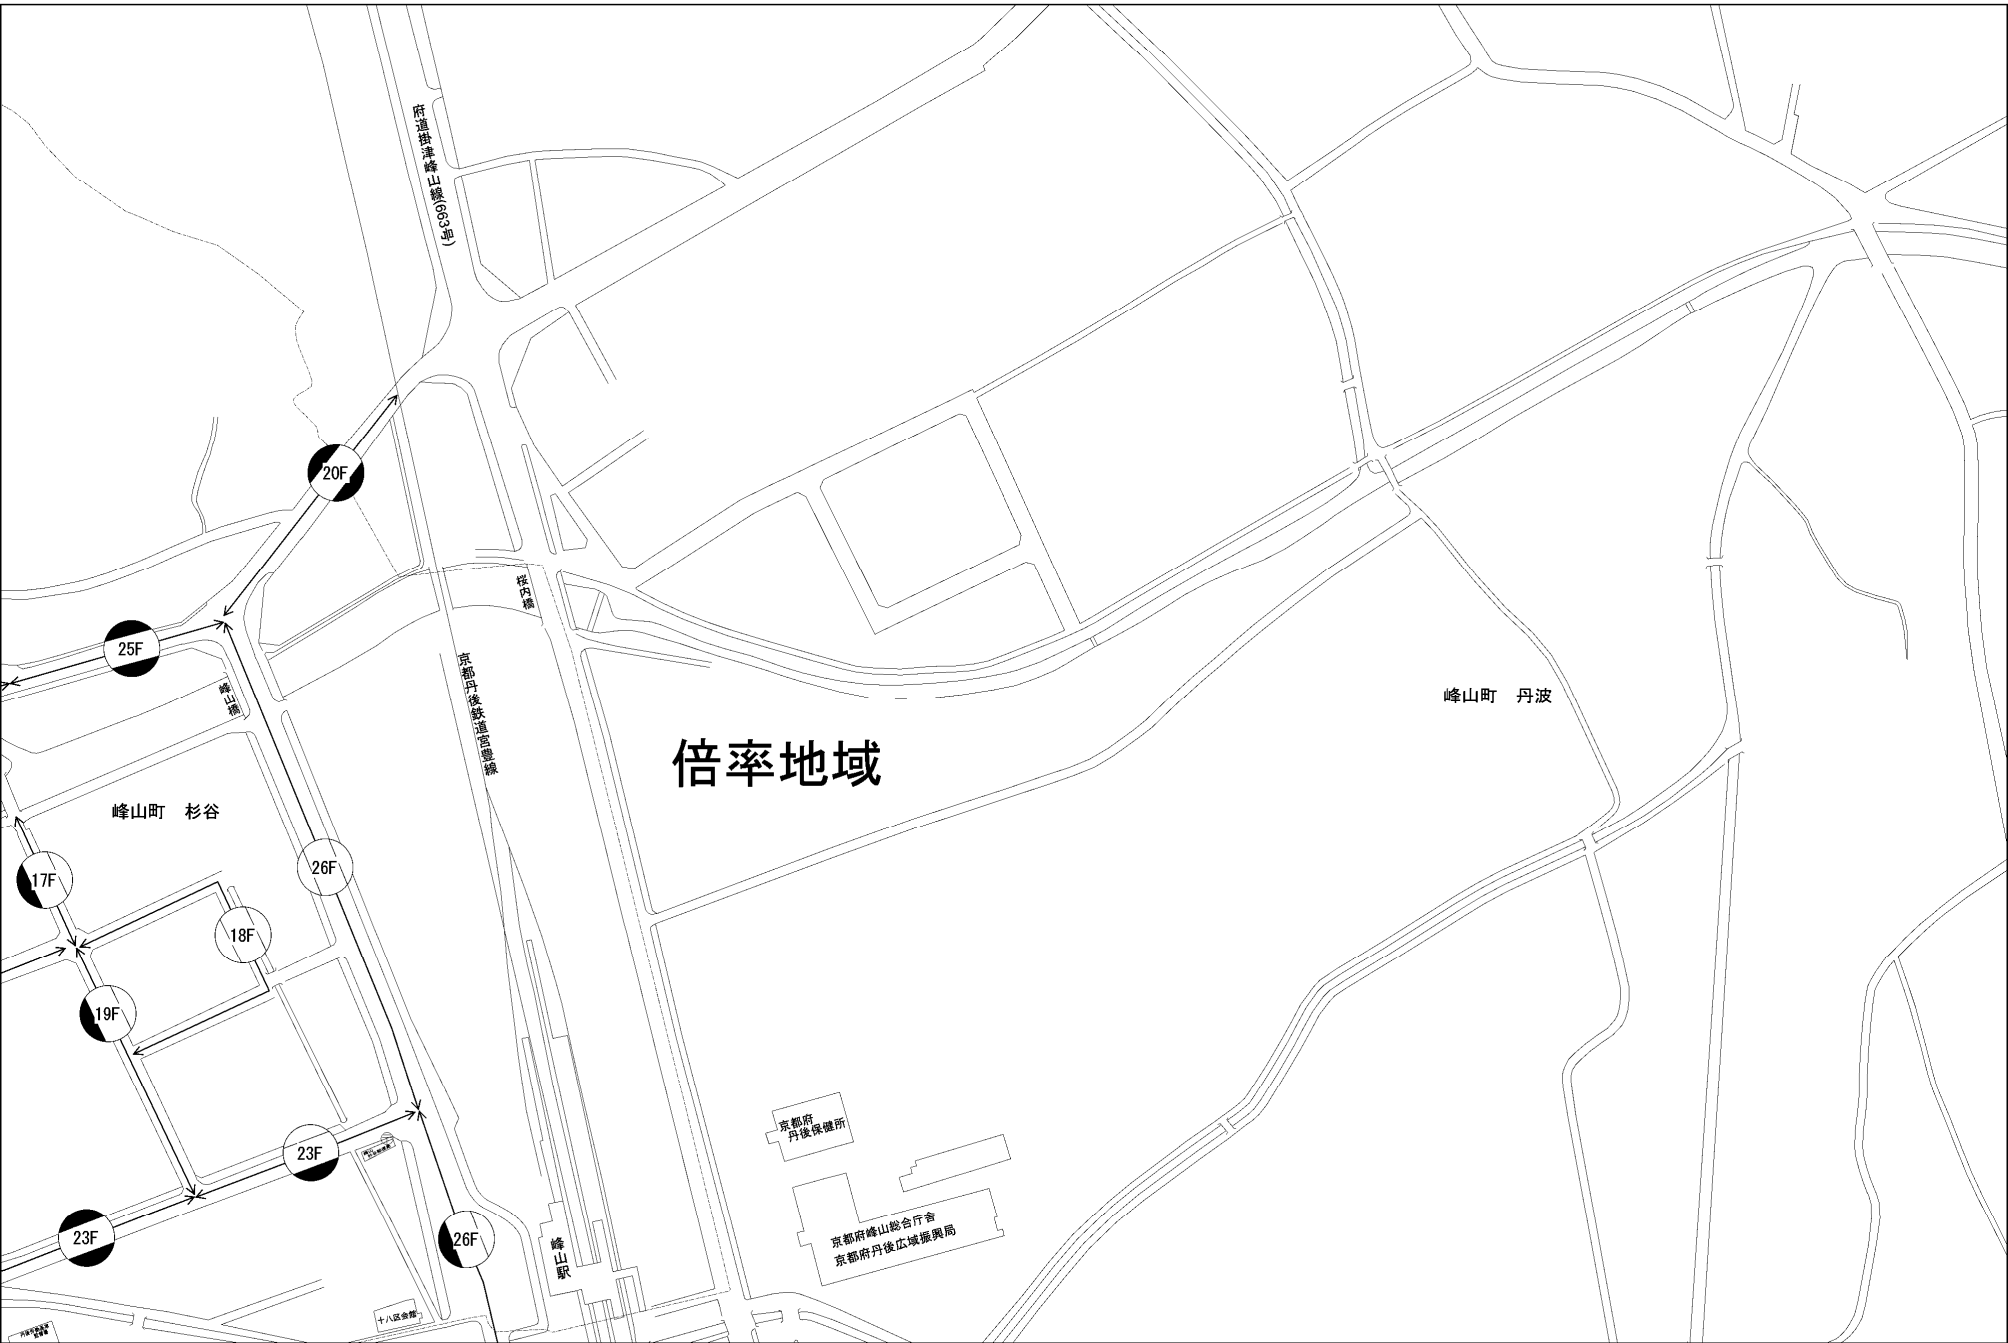 府道掛津峰山線(663号)
20F
桜内橋
25F
峰山橋
京都丹後鉄道宮豊線
峰山町　丹波
倍率地域
峰山町　杉谷
26F
17F
18F
19F
京都府
丹後保健所
23F
23F
26F
峰山駅
京都府峰山総合庁舎
京都府丹後広域振興局
十八区会館